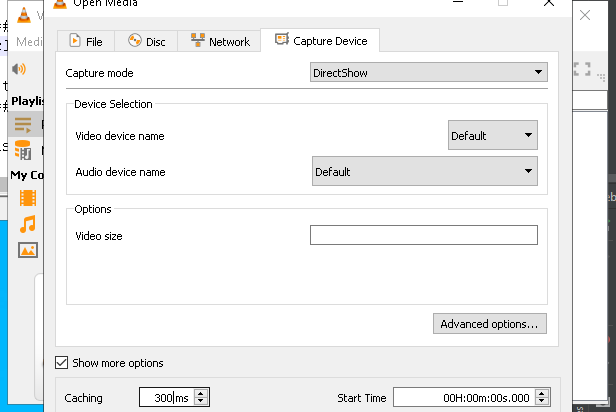 Open Media
Medi
File
Disc
Network
Capture Device
Capture mode
DirectShow
Playlis
Device Selection
Video device name
Default
Audio device name
Default
My Co
Options
Video size
Advanced options...
Show more options
Caching
300 ms
Start Time
00H:00m:00s.000